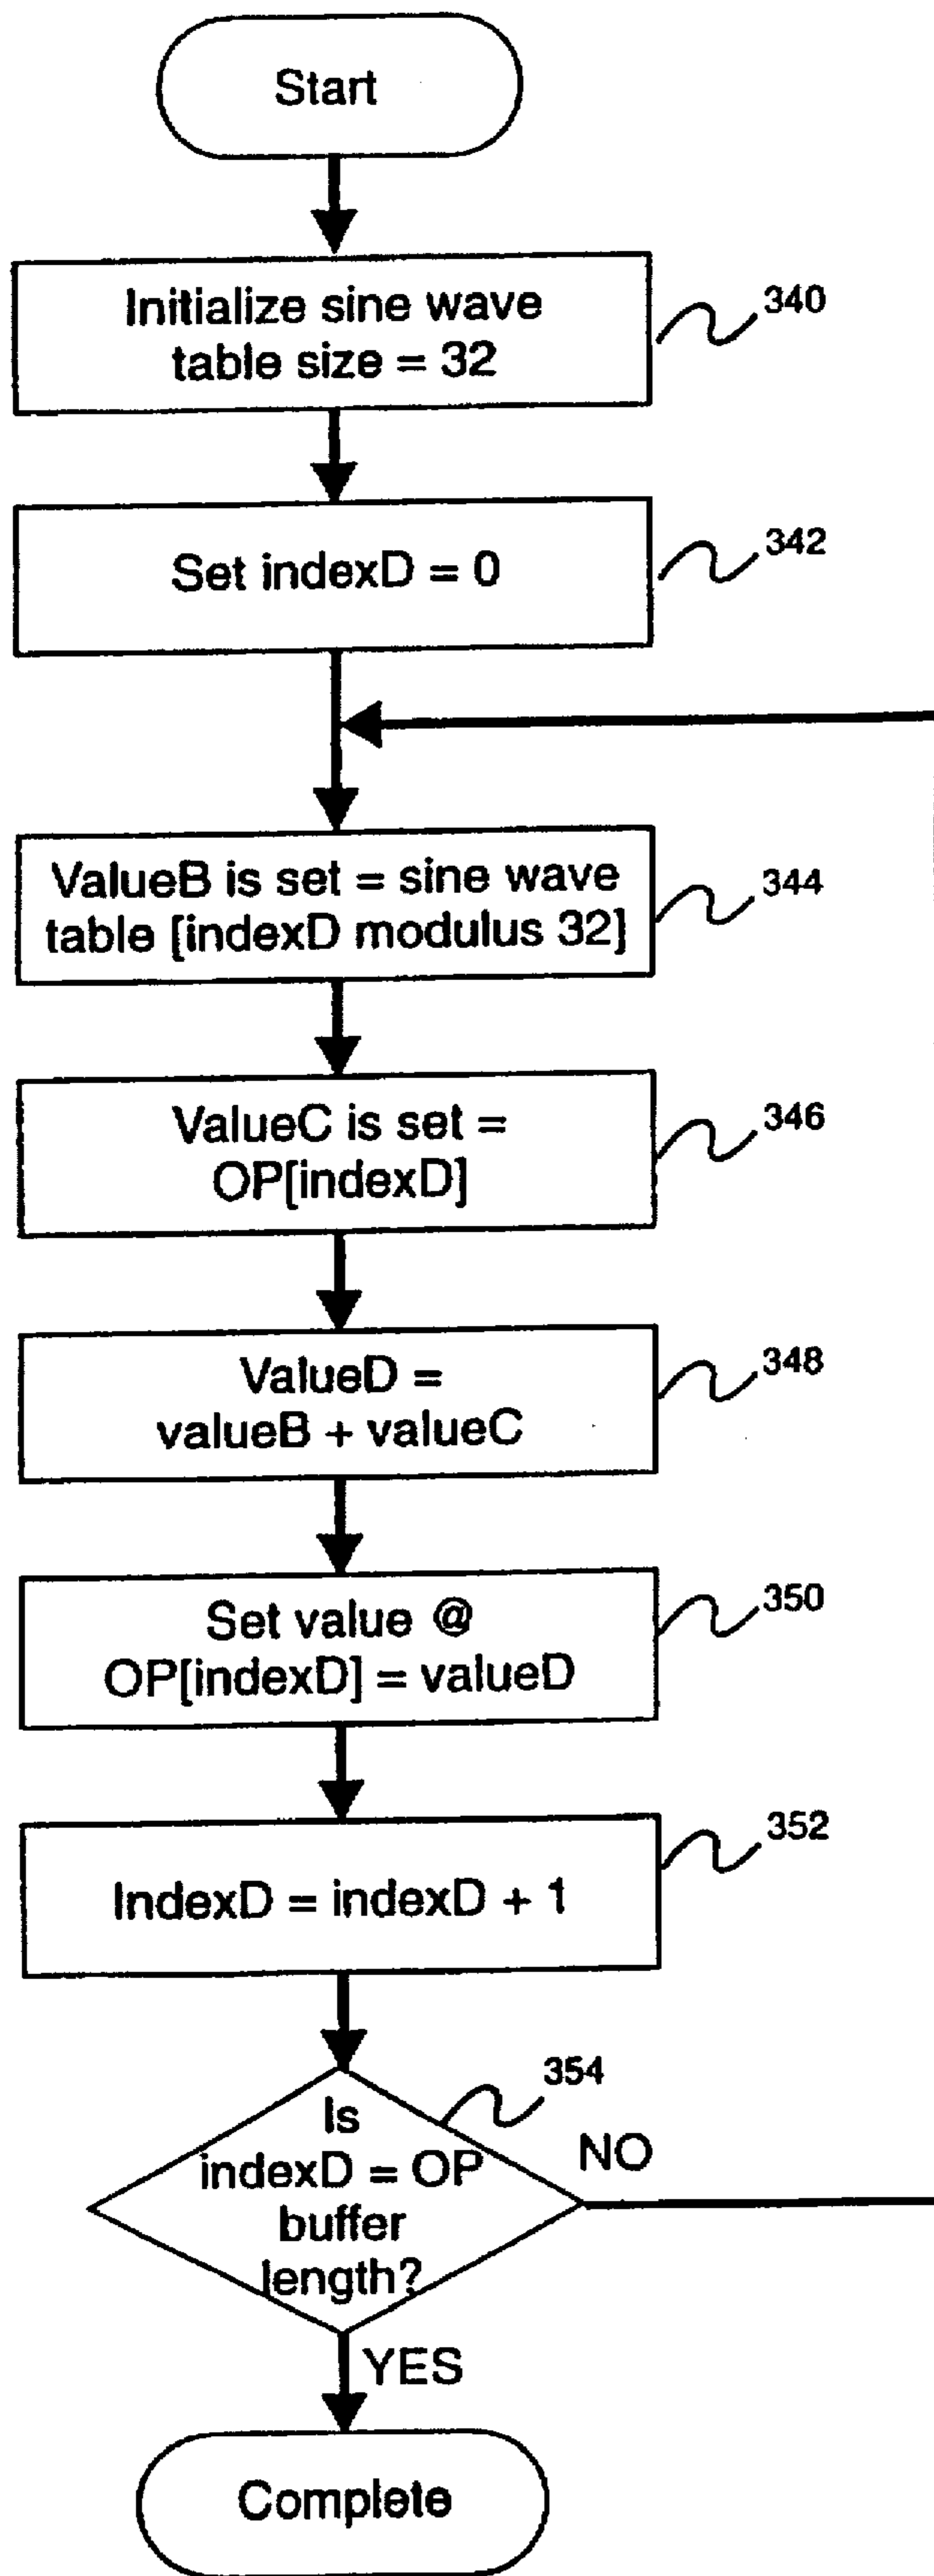 Start
Initialize sine wave
table size = 32
340
Set indexD = 0
342
ValueB is set = sine wave
table [indexD modulus 32]
344
ValueC is set =
OP[indexD]
346
ValueD =
valueB + valueC
348
Set value @
OP[indexD] = valueD
350
IndexD = indexD + 1
352
354
Is
indexD = OP
buffer
length?
NO
YES
Complete